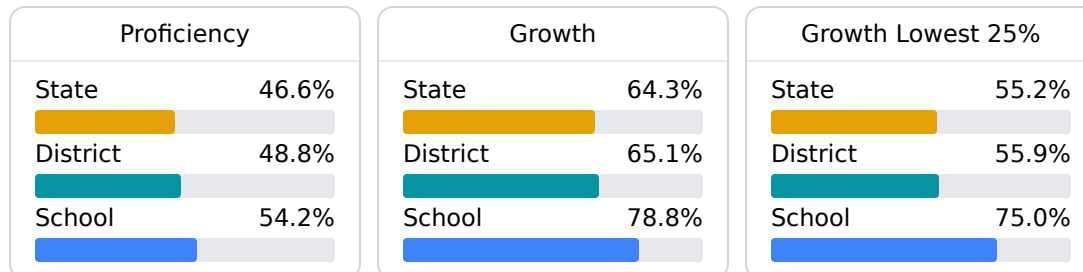 Proficiency
State 46.6%
District 48.8%
School 54.2%
Growth
State 64.3%
District 65.1%
School 78.8%
Growth Lowest 25%
State 55.2%
District 55.9%
School 75.0%